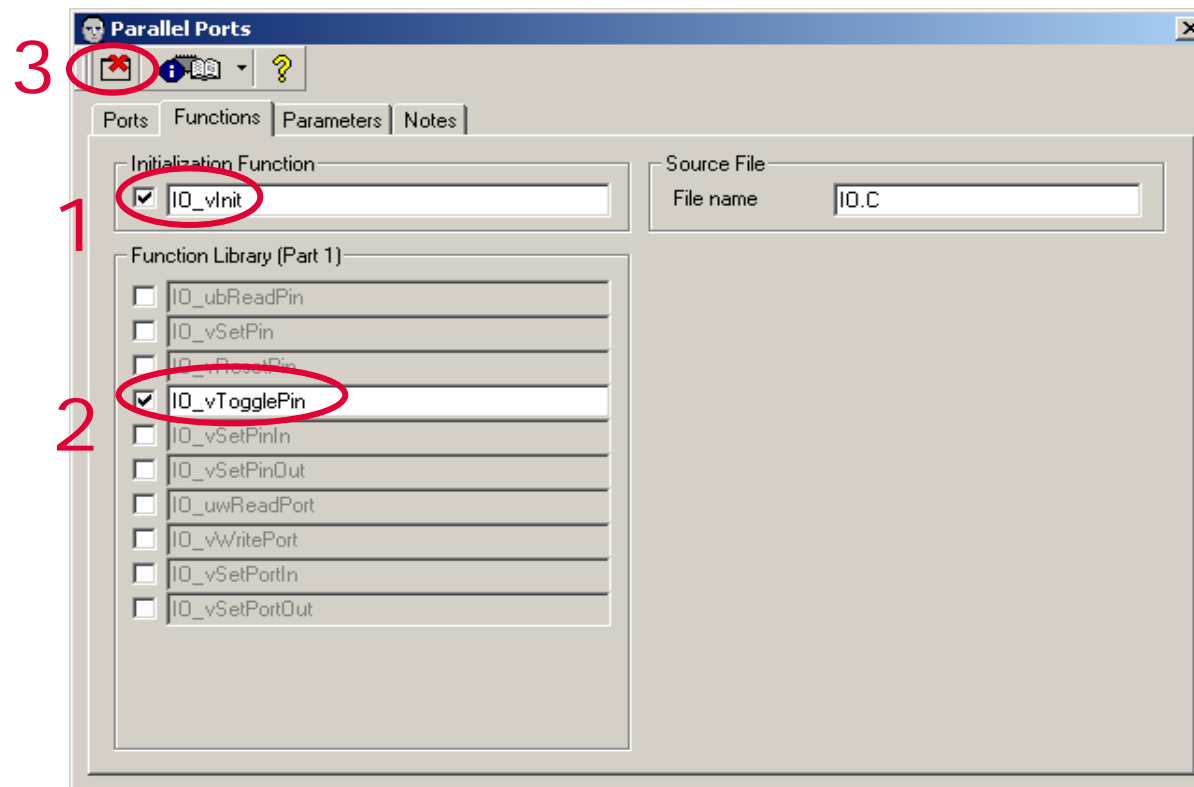 Parallel Ports
3
Ports Functions Parameters Notes
Initialization Function
IO_vInit
1
Source File
File name IO.C
Function Library (Part 1)
IO_ubReadPin
IO_vSetPin
IO_vResetPin
IO_vTogglePin
2
IO_vSetPinIn
IO_vSetPinOut
IO_uwReadPort
IO_vWritePort
IO_vSetPortIn
IO_vSetPortOut